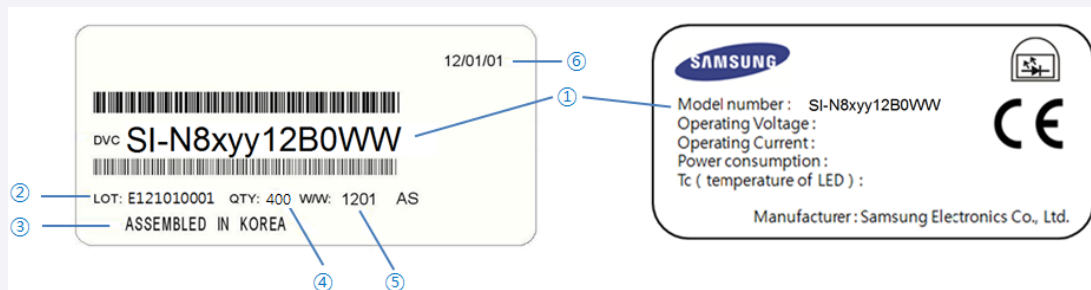 12/01/01
⑥
①
DVC SI-N8xyy12B0WW
②
LOT: E121010001 QTY: 400 W/W: 1201 AS
③
ASSEMBLED IN KOREA
④
⑤
SAMSUNG
Model number : SI-N8xyy12B0WW
Operating Voltage :
Operating Current :
Power consumption :
Tc ( temperature of LED ) :
CE
Manufacturer : Samsung Electronics Co., Ltd.